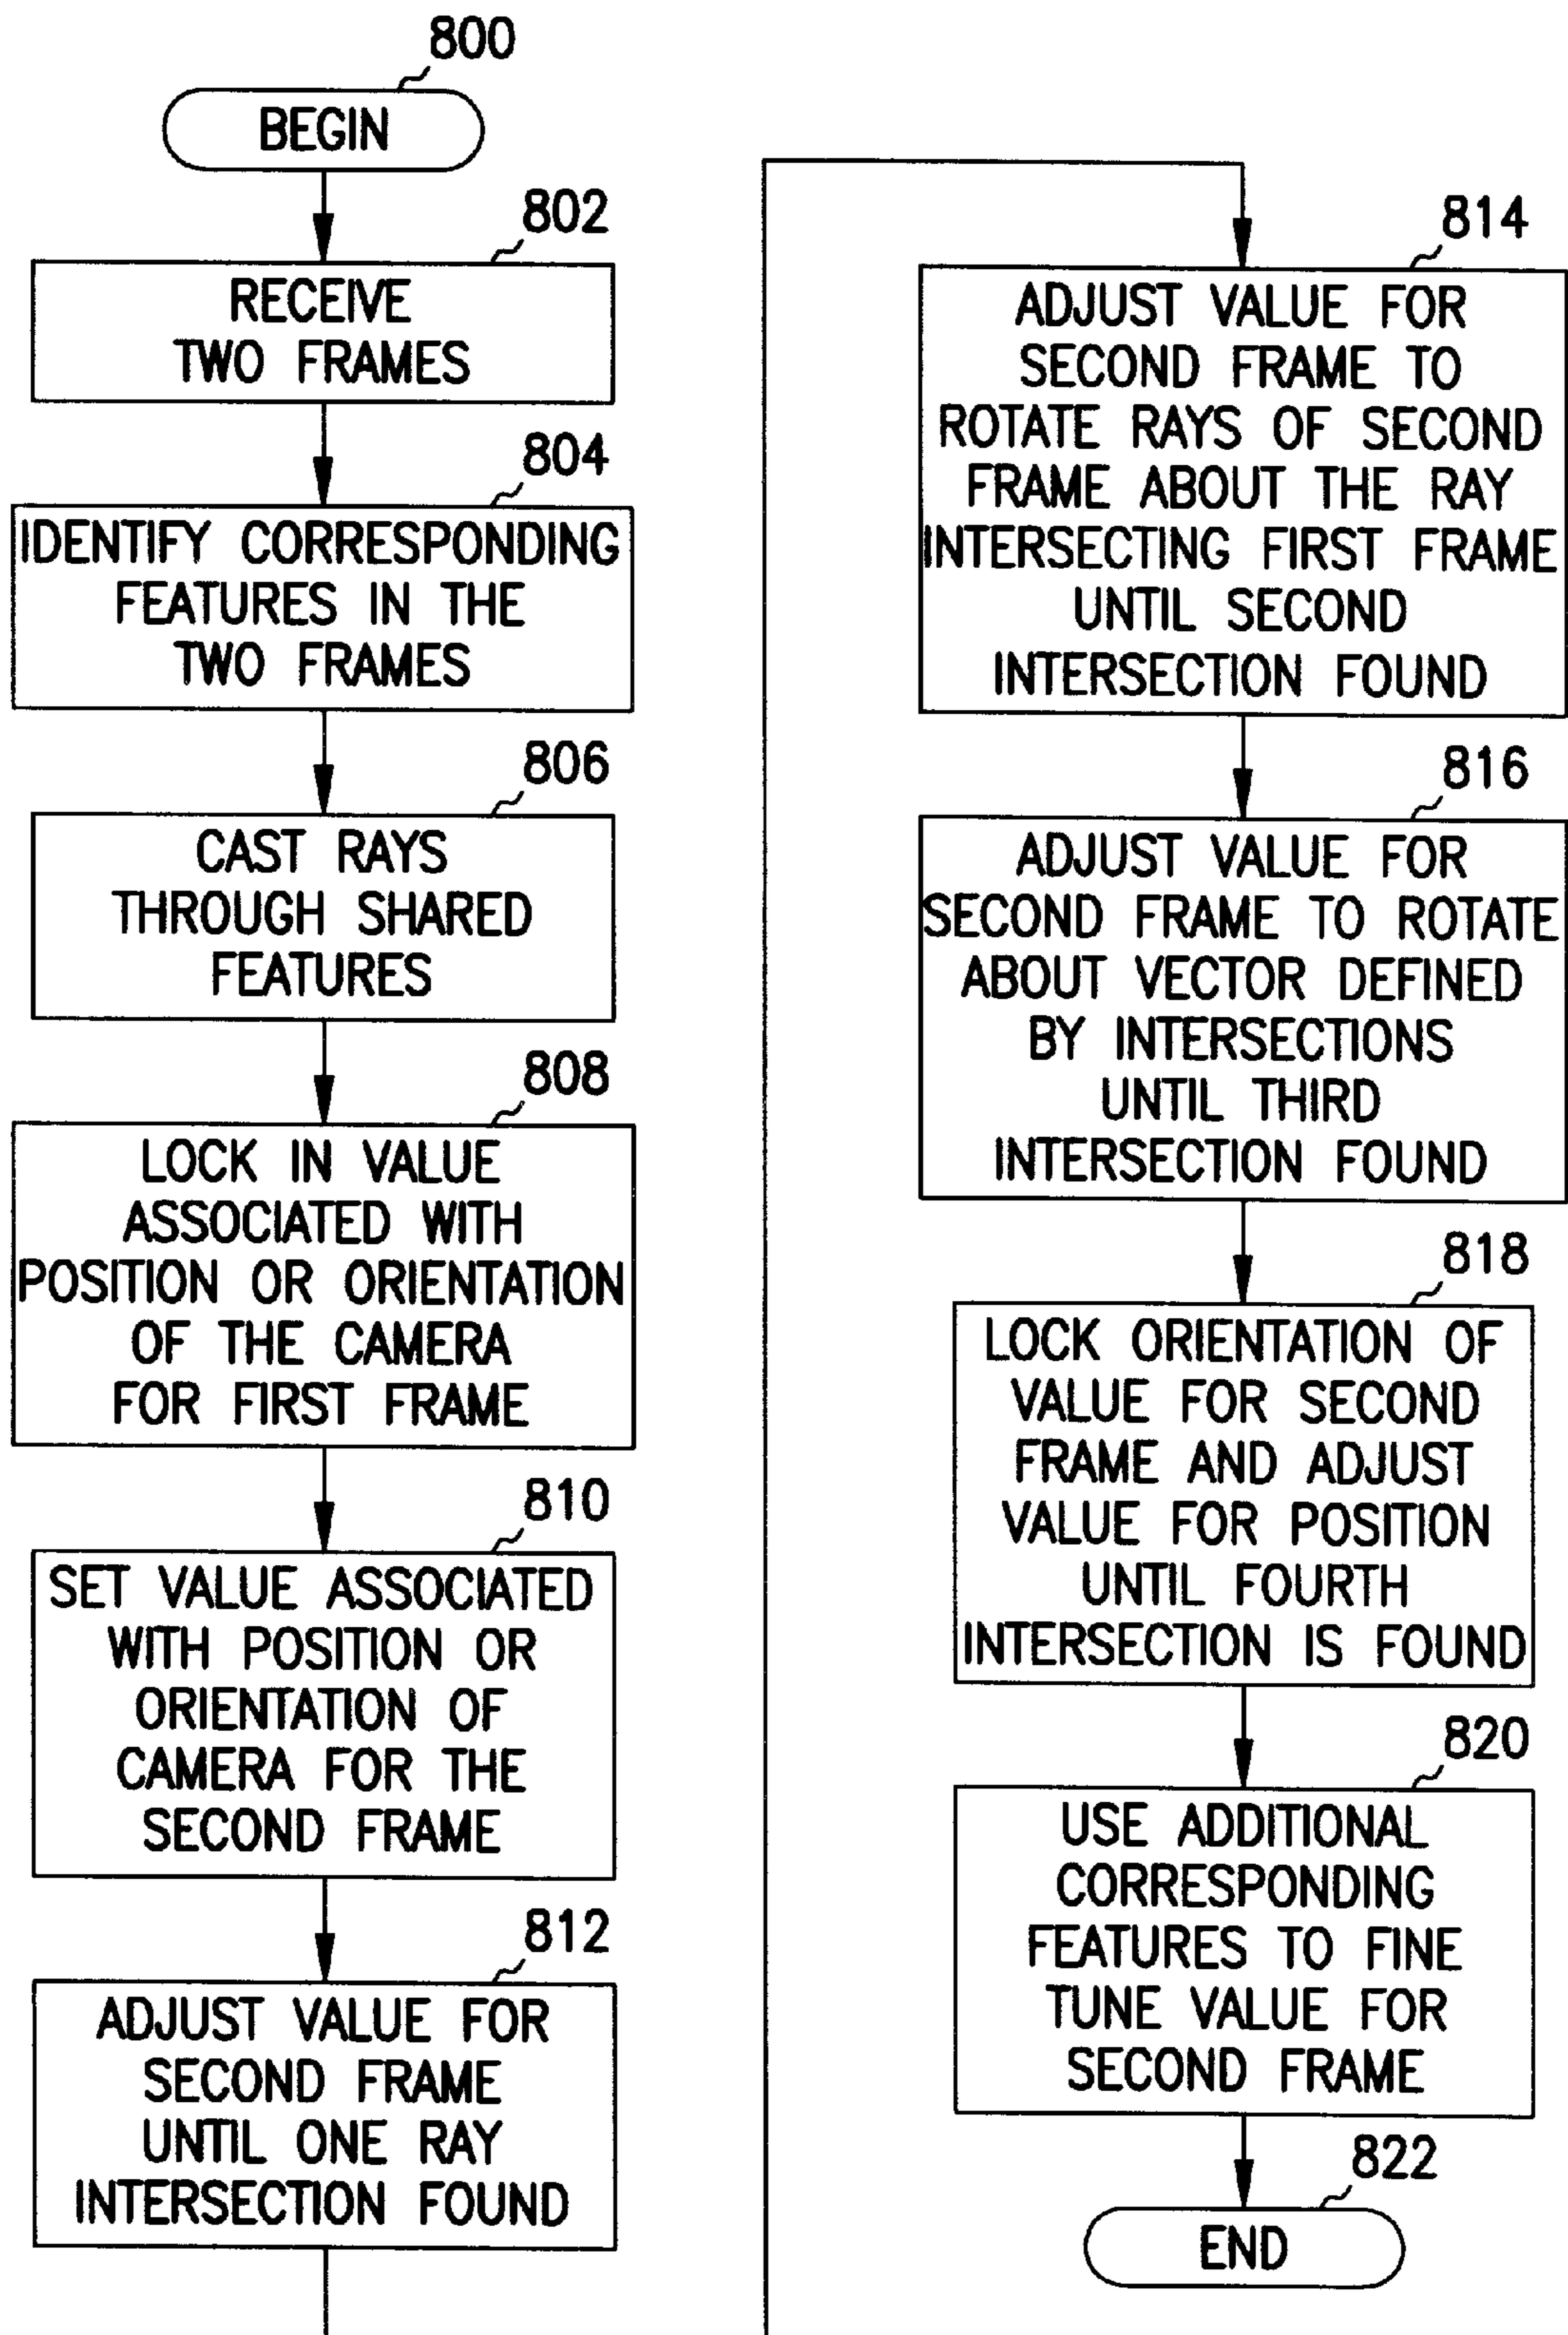 800
BEGIN
802
RECEIVE
TWO FRAMES
804
IDENTIFY CORRESPONDING
FEATURES IN THE
TWO FRAMES
806
CAST RAYS
THROUGH SHARED
FEATURES
808
LOCK IN VALUE
ASSOCIATED WITH
POSITION OR ORIENTATION
OF THE CAMERA
FOR FIRST FRAME
810
SET VALUE ASSOCIATED
WITH POSITION OR
ORIENTATION OF
CAMERA FOR THE
SECOND FRAME
812
ADJUST VALUE FOR
SECOND FRAME
UNTIL ONE RAY
INTERSECTION FOUND
814
ADJUST VALUE FOR
SECOND FRAME TO
ROTATE RAYS OF SECOND
FRAME ABOUT THE RAY
INTERSECTING FIRST FRAME
UNTIL SECOND
INTERSECTION FOUND
816
ADJUST VALUE FOR
SECOND FRAME TO ROTATE
ABOUT VECTOR DEFINED
BY INTERSECTIONS
UNTIL THIRD
INTERSECTION FOUND
818
LOCK ORIENTATION OF
VALUE FOR SECOND
FRAME AND ADJUST
VALUE FOR POSITION
UNTIL FOURTH
INTERSECTION IS FOUND
820
USE ADDITIONAL
CORRESPONDING
FEATURES TO FINE
TUNE VALUE FOR
SECOND FRAME
822
END